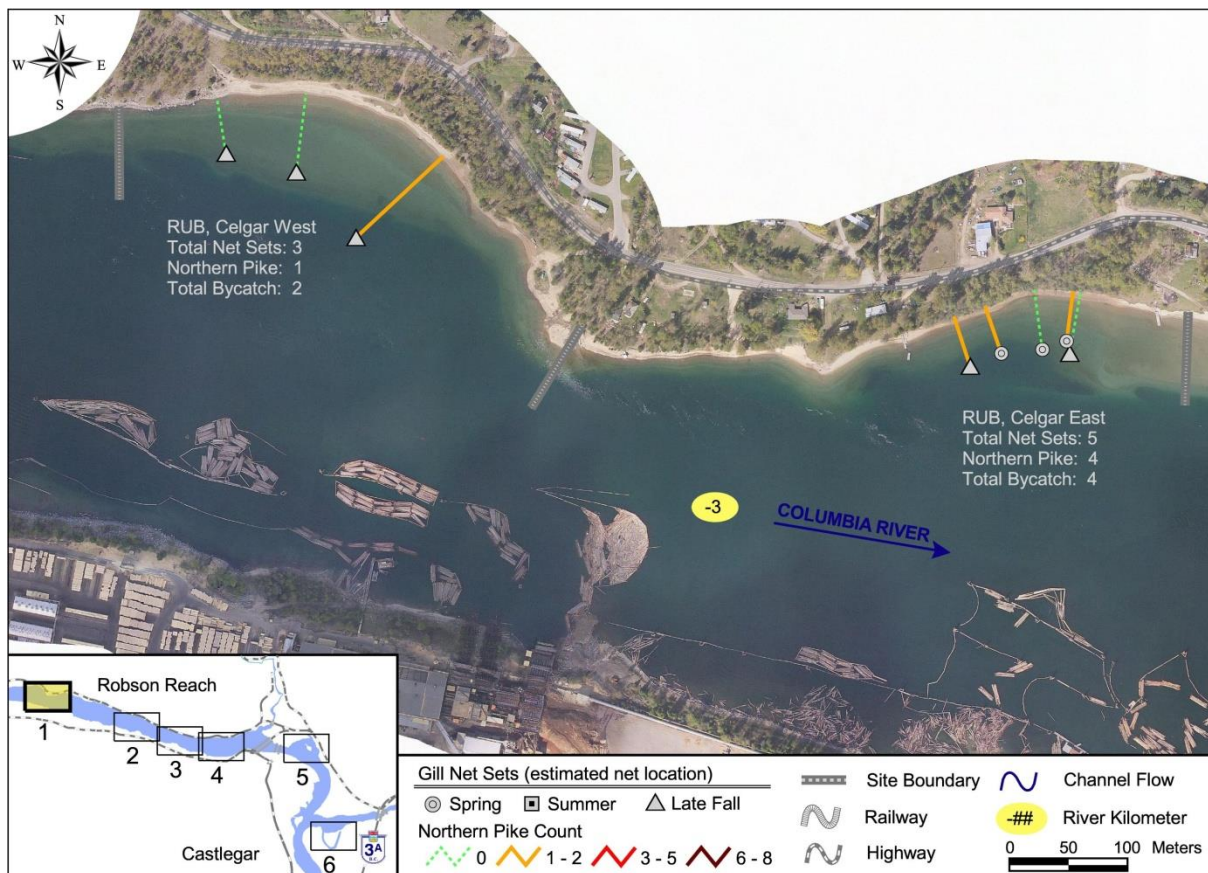 N
W E
S
RUB, Celgar West
Total Net Sets: 3
Northern Pike: 1
Total Bycatch: 2
RUB, Celgar East
Total Net Sets: 5
Northern Pike: 4
Total Bycatch: 4
-3
COLUMBIA RIVER
Robson Reach
1
2
3
4
5
6
Castlegar
3A
B.C.
Gill Net Sets (estimated net location)
Spring Summer Late Fall
Northern Pike Count
0 1 - 2 3 - 5 6 - 8
Site Boundary
Railway
Highway
Channel Flow
-## River Kilometer
0 50 100 Meters